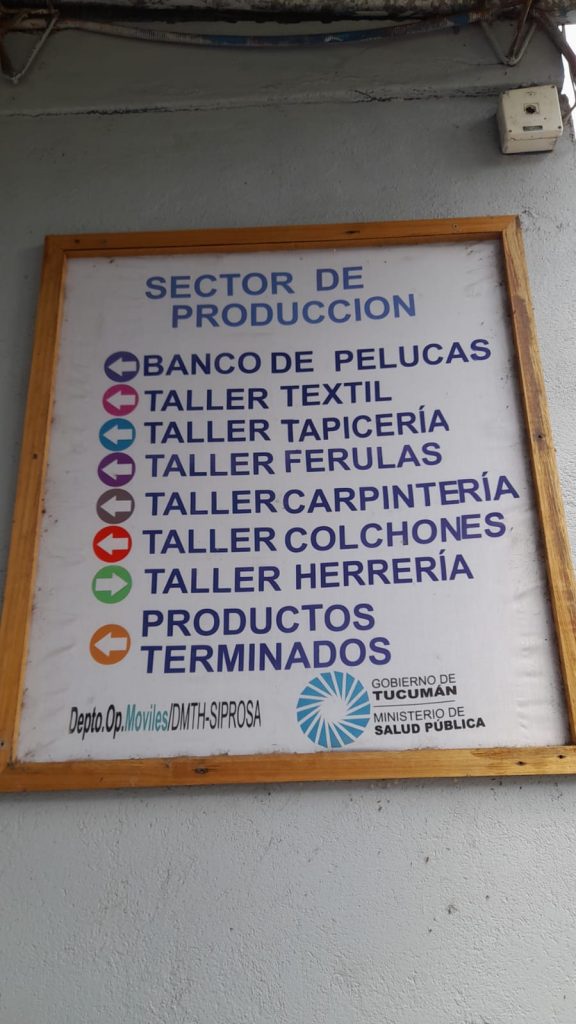 SECTOR DE
PRODUCCION
BANCO DE PELUCAS
TALLER TEXTIL
TALLER TAPICERÍA
TALLER FERULAS
TALLER CARPINTERÍA
TALLER COLCHONES
TALLER HERRERÍA
PRODUCTOS
TERMINADOS
Depto.Op.Moviles/DMTH-SIPROSA
GOBIERNO DE
TUCUMÁN
MINISTERIO DE
SALUD PÚBLICA